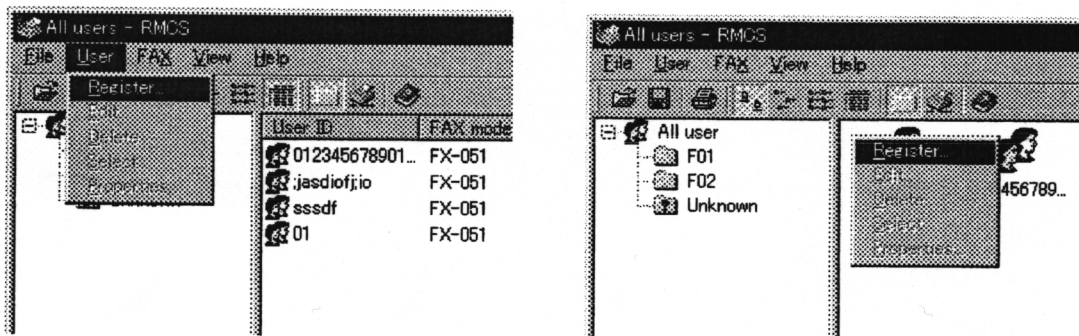 All users - RMCS
File User FAX View Help
Register...
Edit...
Delete
Select
Properties...
User ID FAX mode
012345678901... FX-051
;jasdiofj;io FX-051
sssdf FX-051
01 FX-051
All users - RMCS
File User FAX View Help
All user
F01
F02
Unknown
Register...
Edit...
Delete
Select
Properties...
456789...